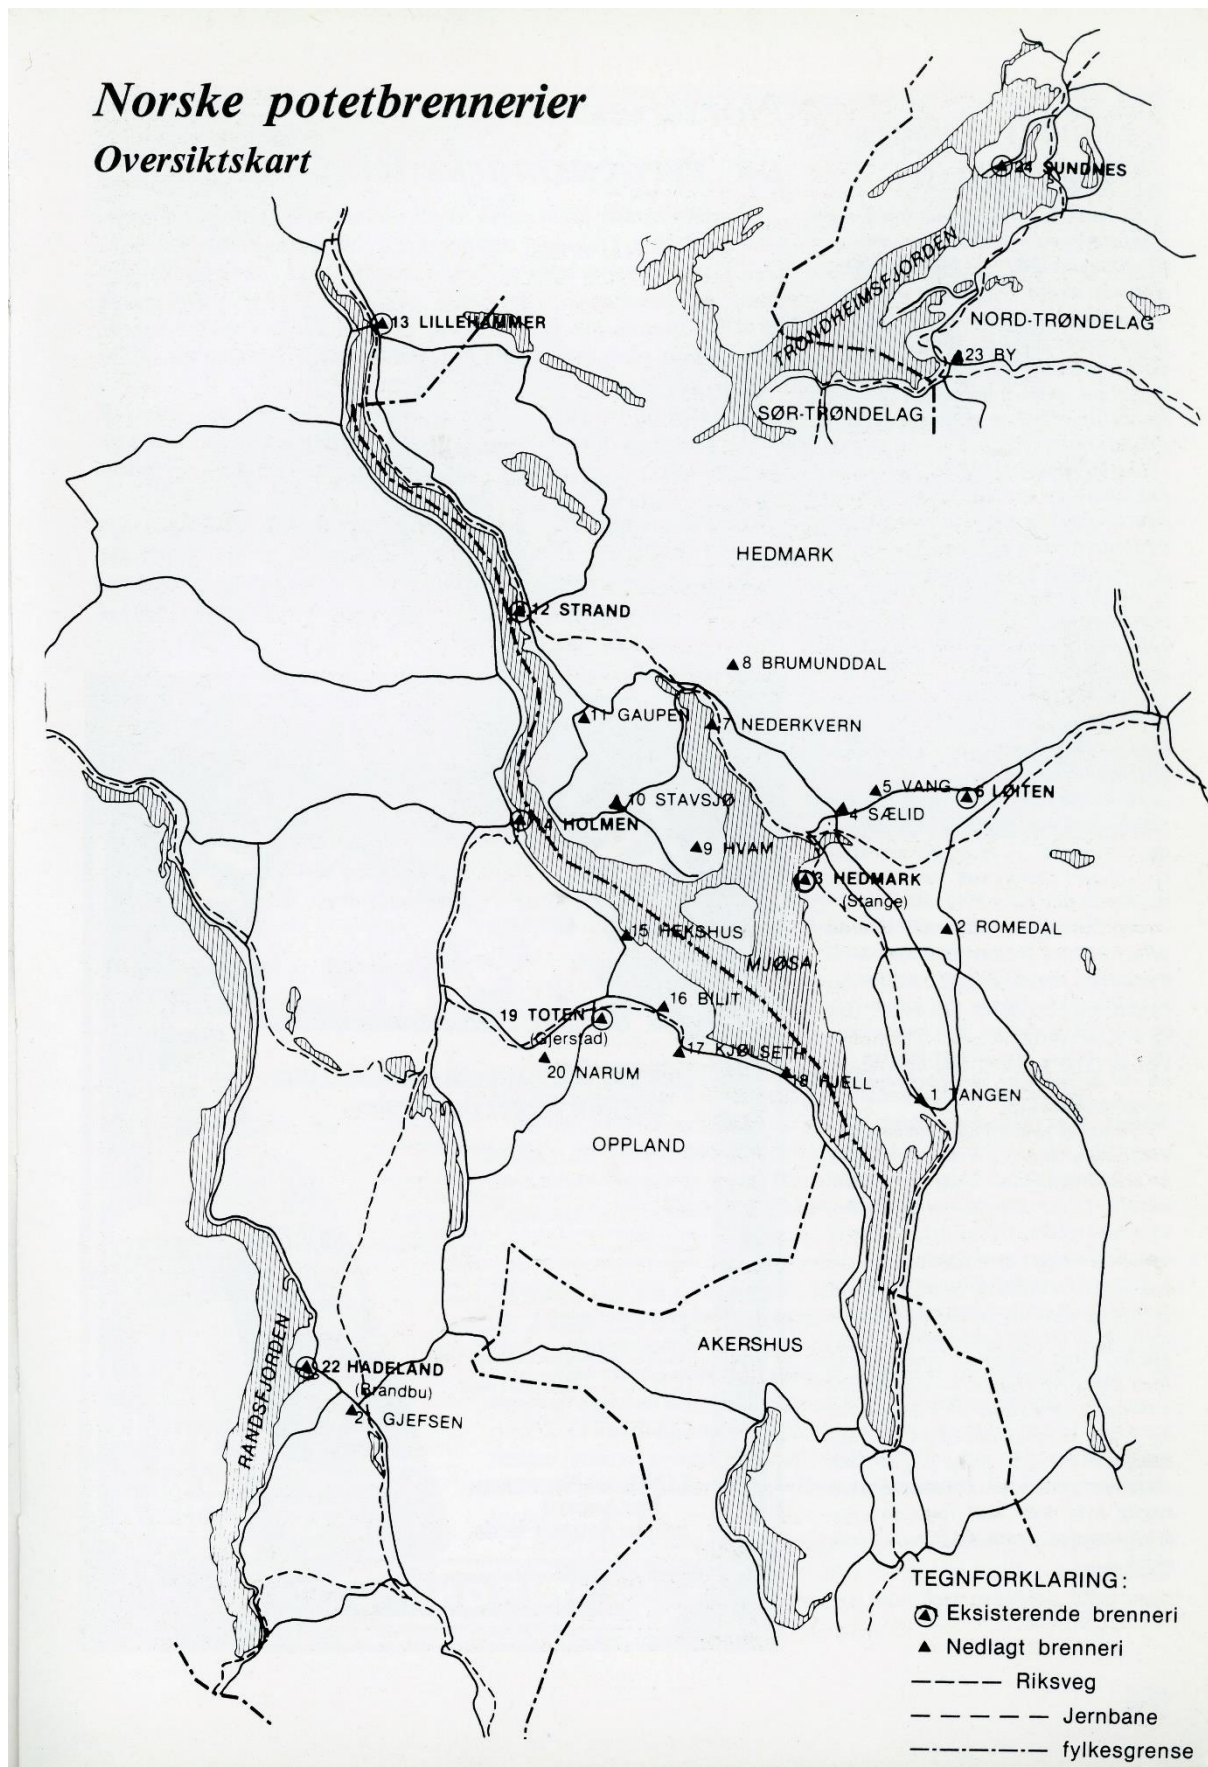 Norske potetbrennerier
Oversiktskart
24 SUNDNES
TRONDHEIMSFJORDEN
NORD-TRØNDELAG
23 BY
SØR-TRØNDELAG
13 LILLEHAMMER
HEDMARK
12 STRAND
8 BRUMUNDDAL
11 GAUPEN
7 NEDERKVERN
5 VANG
6 LØITEN
10 STAVSJØ
4 SÆLID
14 HOLMEN
9 HVAM
3 HEDMARK
(Stange)
2 ROMEDAL
15 HEKSHUS
MJØSA
16 BILIT
19 TOTEN
(Gjerstad)
17 KJØLSETH
20 NARUM
18 HJELL
1 TANGEN
OPPLAND
AKERSHUS
RANDSFJORDEN
22 HADELAND
(Brandbu)
21 GJEFSEN
TEGNFORKLARING:
Eksisterende brenneri
Nedlagt brenneri
Riksveg
Jernbane
fylkesgrense